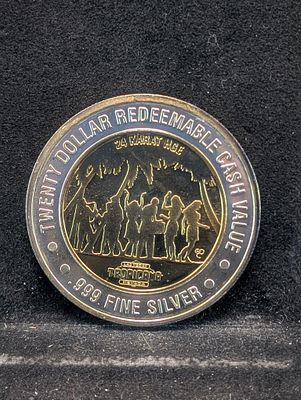 TWENTY DOLLAR REDEEMABLE CASH VALUE
24 KARAT HGE
TROPICANA
.999 FINE SILVER